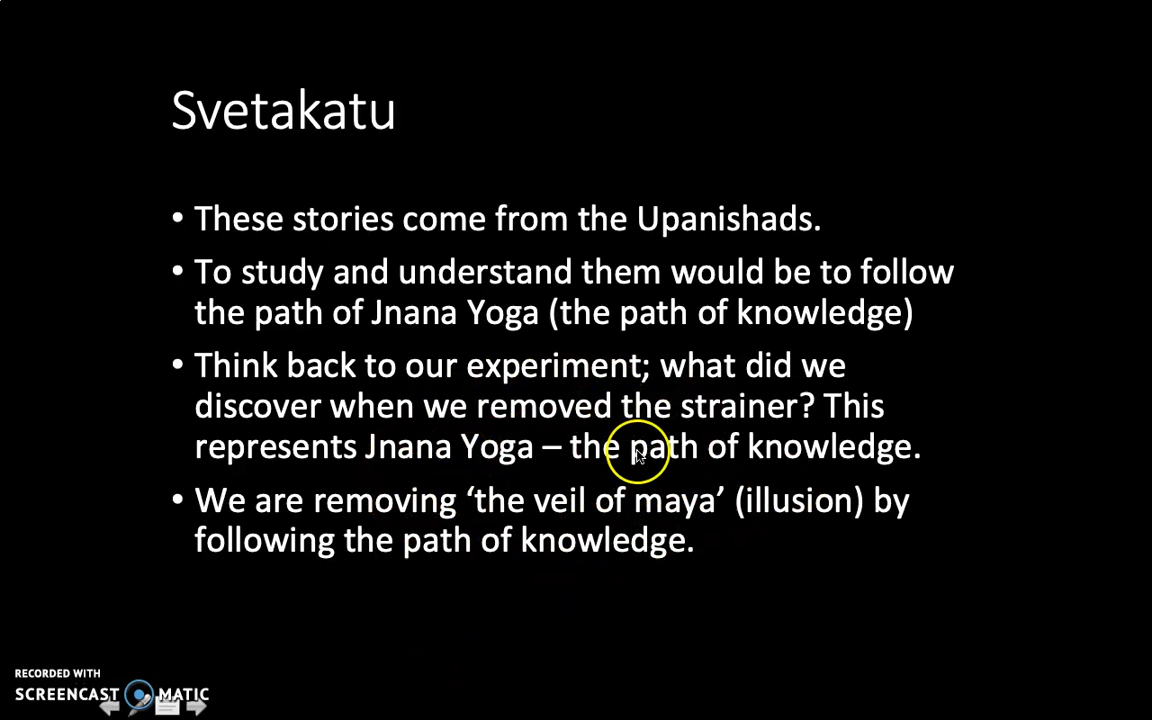 Svetakatu
• These stories come from the Upanishads.
• To study and understand them would be to follow
the path of Jnana Yoga (the path of knowledge)
• Think back to our experiment; what did we
discover when we removed the strainer? This
represents Jnana Yoga – the path of knowledge.
• We are removing ‘the veil of maya’ (illusion) by
following the path of knowledge.
RECORDED WITH
SCREENCAST MATIC